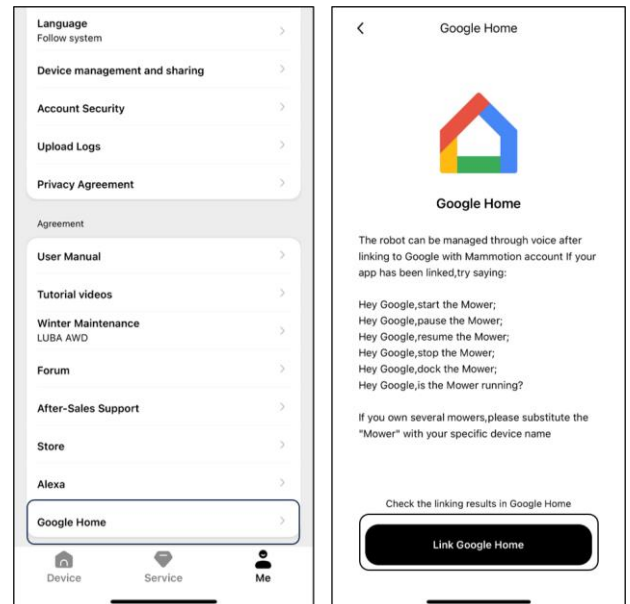 Language
Follow system
Device management and sharing
Account Security
Upload Logs
Privacy Agreement
Agreement
User Manual
Tutorial videos
Winter Maintenance
LUBA AWD
Forum
After-Sales Support
Store
Alexa
Google Home
Device
Service
Me
Google Home
Google Home
The robot can be managed through voice after
linking to Google with Mammotion account If your
app has been linked,try saying:
Hey Google,start the Mower;
Hey Google,pause the Mower;
Hey Google,resume the Mower;
Hey Google,stop the Mower;
Hey Google,dock the Mower;
Hey Google,is the Mower running?
If you own several mowers,please substitute the
"Mower" with your specific device name
Check the linking results in Google Home
Link Google Home